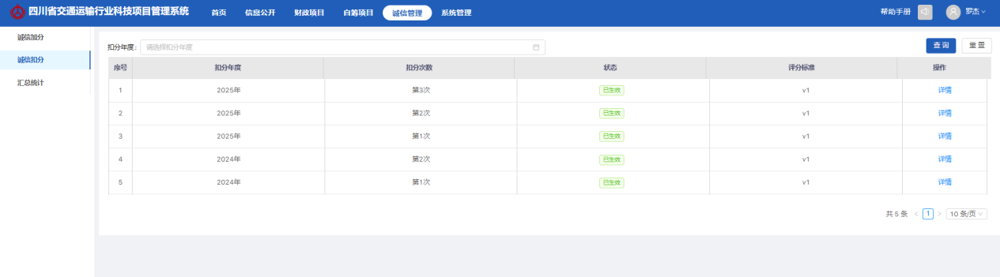 四川省交通运输行业科技项目管理系统 首页 信息公开 财政项目 自筹项目 诚信管理 系统管理 帮助手册 罗杰
诚信加分
诚信扣分
汇总统计
扣分年度: 请选择扣分年度 查 询 重 置
序号 扣分年度 扣分次数 状态 评分标准 操作
1 2025年 第3次 已生效 v1 详情
2 2025年 第2次 已生效 v1 详情
3 2025年 第1次 已生效 v1 详情
4 2024年 第2次 已生效 v1 详情
5 2024年 第1次 已生效 v1 详情
共 5 条 < 1 > 10 条/页